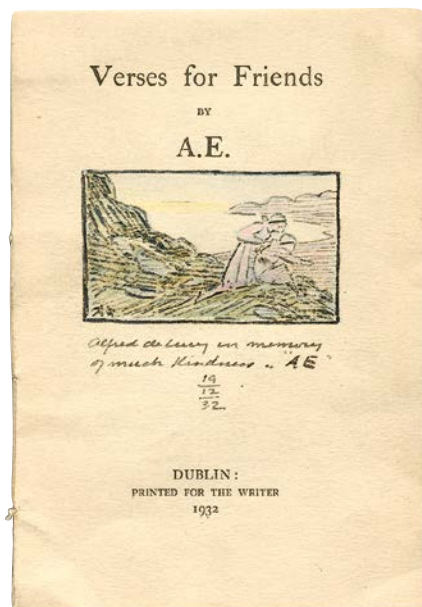 Verses for Friends
BY
A.E.
Alfred de Lury in memory
of much kindness. "AE"
19
12
32
DUBLIN :
PRINTED FOR THE WRITER
1932